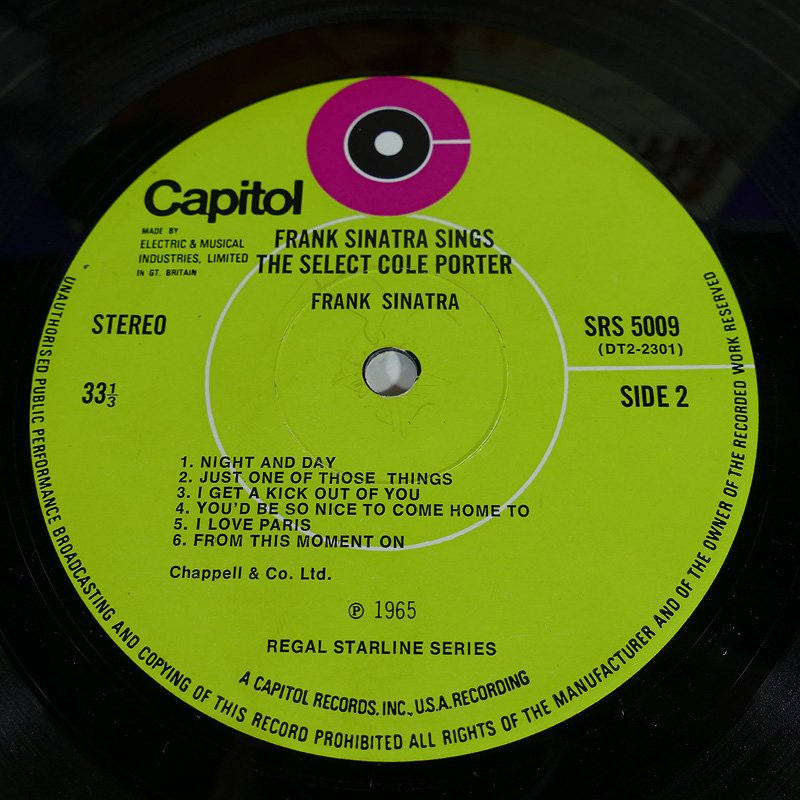 Capitol
MADE BY
ELECTRIC & MUSICAL
INDUSTRIES, LIMITED
IN GT. BRITAIN
FRANK SINATRA SINGS
THE SELECT COLE PORTER
FRANK SINATRA
STEREO
33⅓
SRS 5009
(DT2-2301)
SIDE 2
1. NIGHT AND DAY
2. JUST ONE OF THOSE THINGS
3. I GET A KICK OUT OF YOU
4. YOU'D BE SO NICE TO COME HOME TO
5. I LOVE PARIS
6. FROM THIS MOMENT ON
Chappell & Co. Ltd.
℗ 1965
REGAL STARLINE SERIES
A CAPITOL RECORDS, INC., U.S.A. RECORDING
UNAUTHORISED PUBLIC PERFORMANCE BROADCASTING AND COPYING OF THIS RECORD PROHIBITED ALL RIGHTS OF THE MANUFACTURER AND OF THE OWNER OF THE RECORDED WORK RESERVED